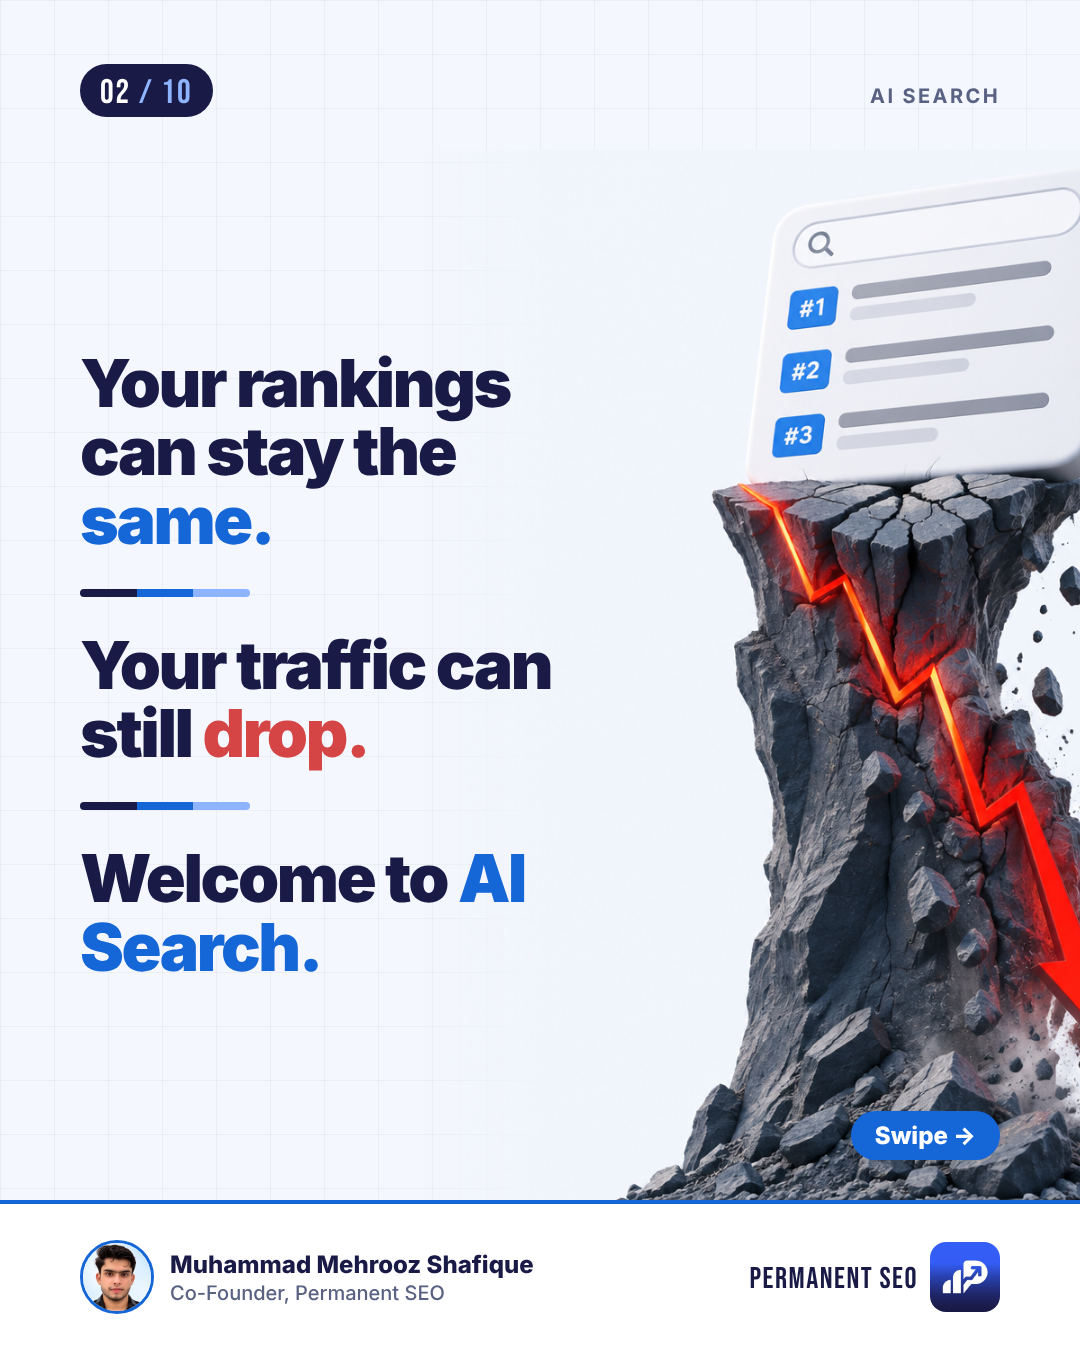 02 / 10
AI SEARCH
#1
#2
#3
Your rankings
can stay the
same.
Your traffic can
still drop.
Welcome to AI
Search.
Swipe →
Muhammad Mehrooz Shafique
Co-Founder, Permanent SEO
PERMANENT SEO